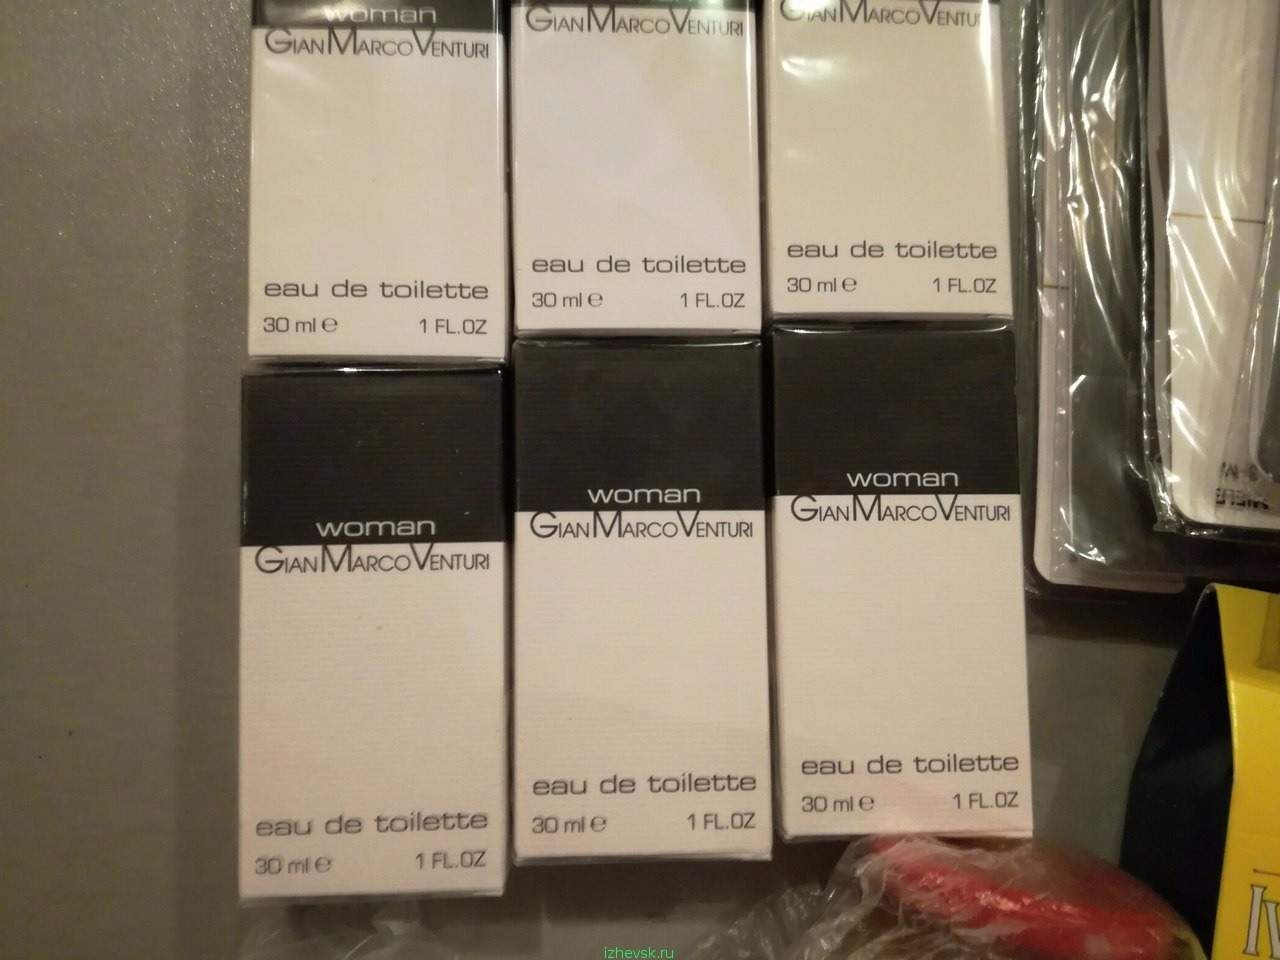 woman
GIANMARCOVENTURI
eau de toilette
30 ml ℮ 1 FL.OZ
GIANMARCOVENTURI
eau de toilette
30 ml ℮ 1 FL.OZ
GIANMARCOVENTURI
eau de toilette
30 ml ℮ 1 FL.OZ
woman
GIANMARCOVENTURI
eau de toilette
30 ml ℮ 1 FL.OZ
woman
GIANMARCOVENTURI
eau de toilette
30 ml ℮ 1 FL.OZ
woman
GIANMARCOVENTURI
eau de toilette
30 ml ℮ 1 FL.OZ
izhevsk.ru